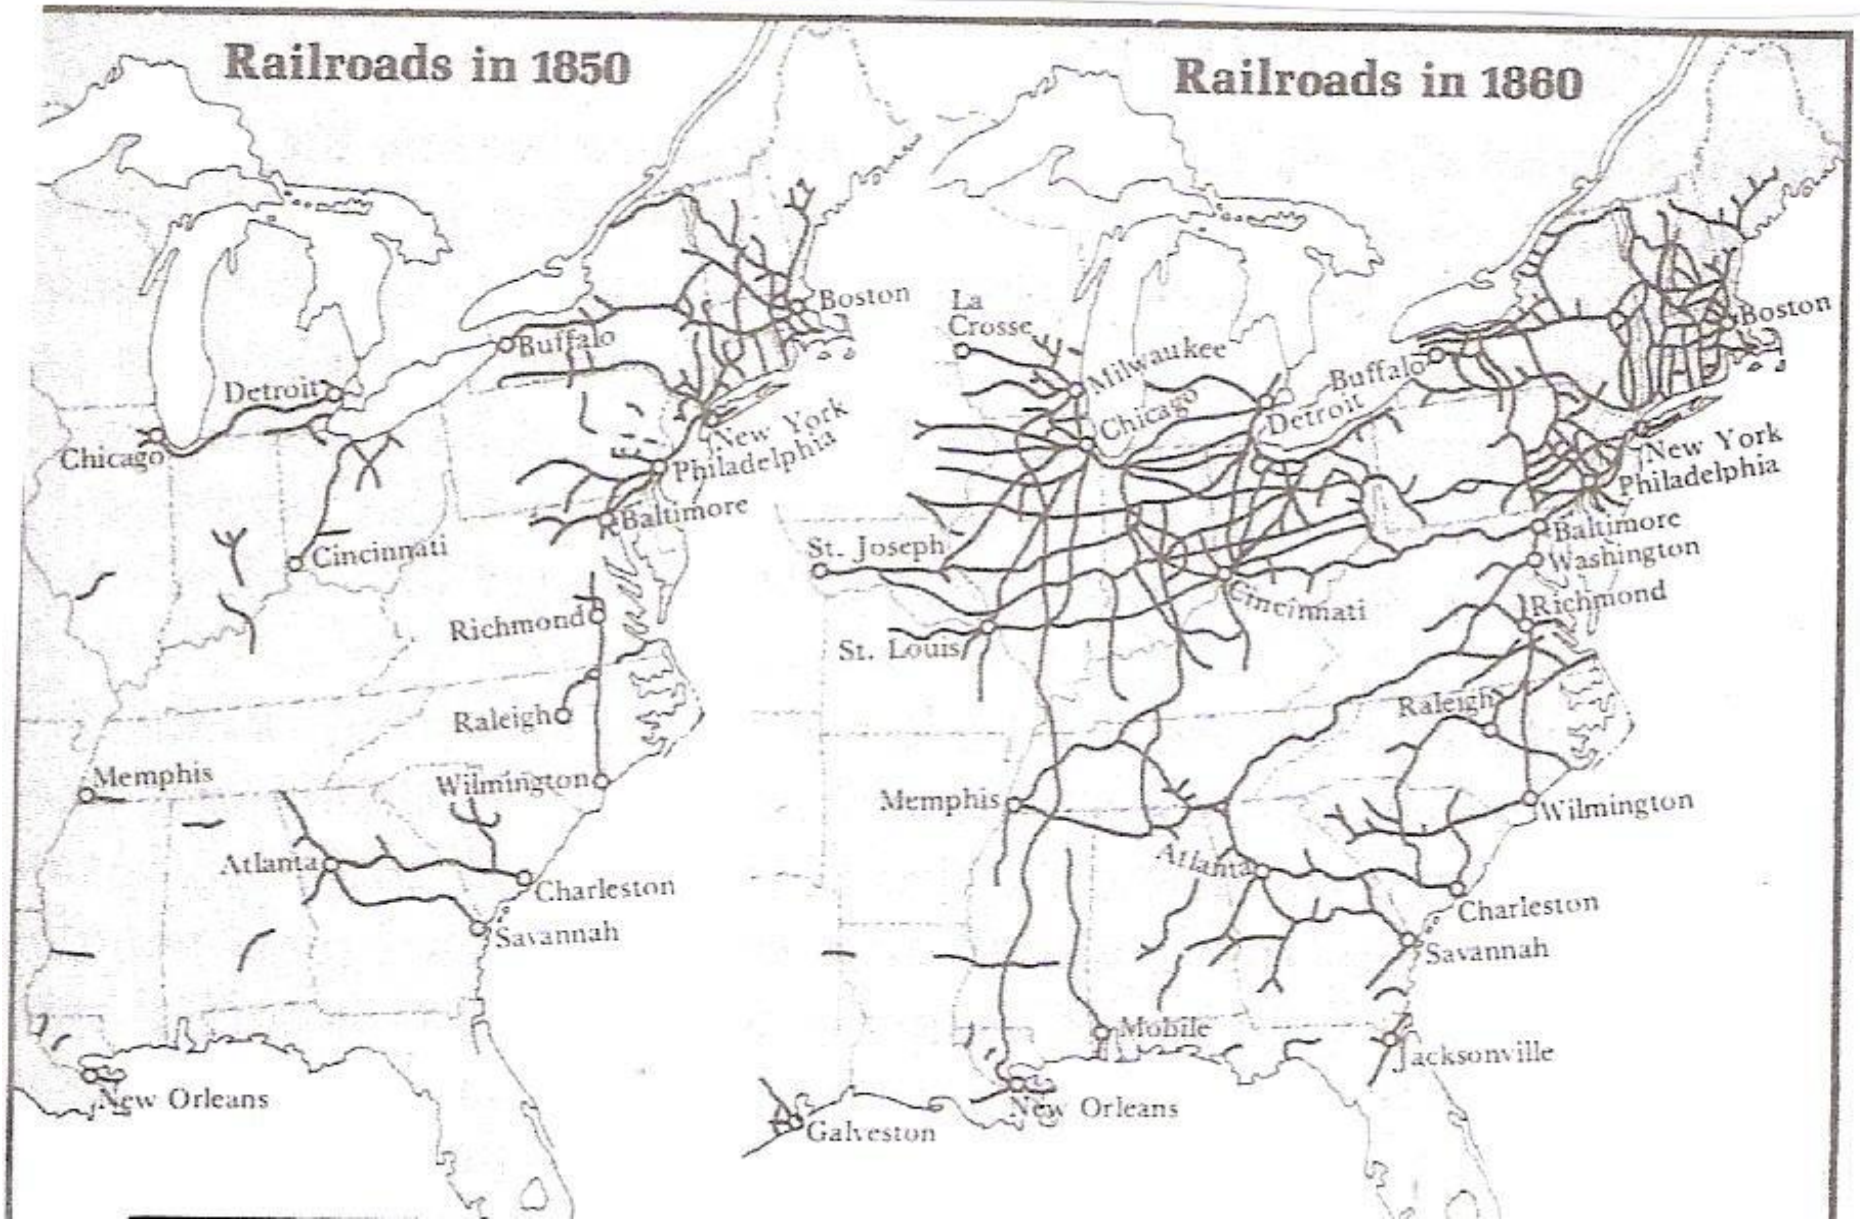 Railroads in 1850
Boston
Buffalo
Detroit
Chicago
New York
Philadelphia
Baltimore
Cincinnati
Richmond
Raleigh
Memphis
Wilmington
Atlanta
Charleston
Savannah
New Orleans
Railroads in 1860
La
Crosse
Boston
Milwaukee
Buffalo
Detroit
Chicago
New York
Philadelphia
Baltimore
St. Joseph
Washington
Cincinnati
Richmond
St. Louis
Raleigh
Memphis
Wilmington
Atlanta
Charleston
Savannah
Mobile
Jacksonville
New Orleans
Galveston